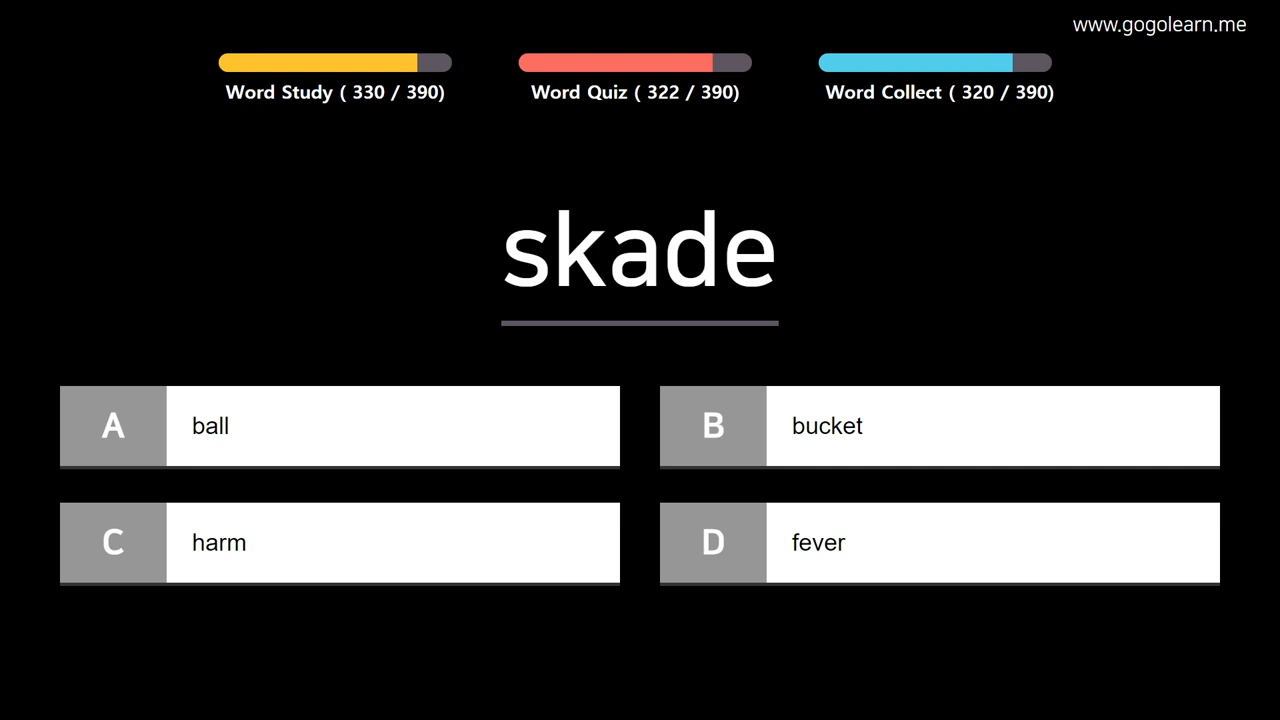 www.gogolearn.me
Word Study ( 330 / 390)
Word Quiz ( 322 / 390)
Word Collect ( 320 / 390)
skade
A ball
B bucket
C harm
D fever